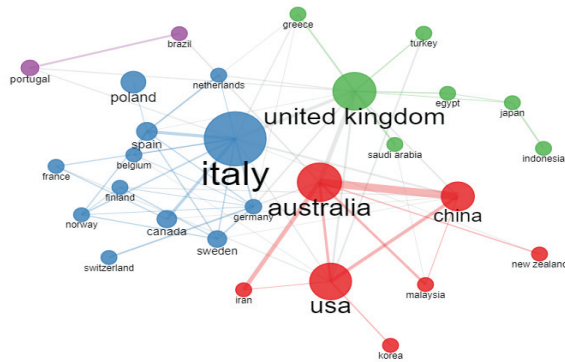 greece
brazil
turkey
portugal
netherlands
poland
united kingdom
egypt
japan
spain
saudi arabia
belgium
indonesia
italy
france
finland
australia
china
norway
canada
germany
sweden
new zealand
switzerland
iran
malaysia
usa
korea